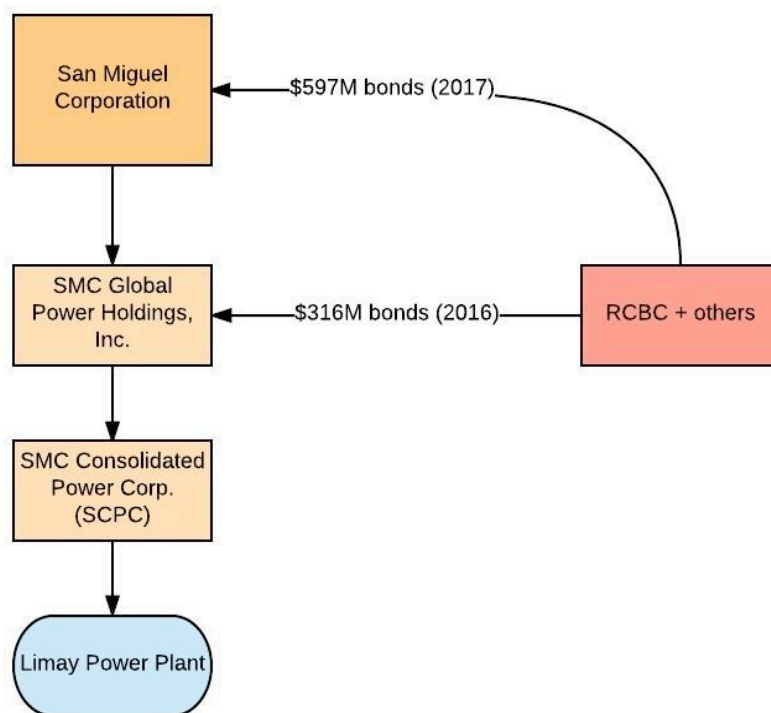 San Miguel
Corporation
$597M bonds (2017)
SMC Global
Power Holdings,
Inc.
$316M bonds (2016)
RCBC + others
SMC Consolidated
Power Corp.
(SCPC)
Limay Power Plant